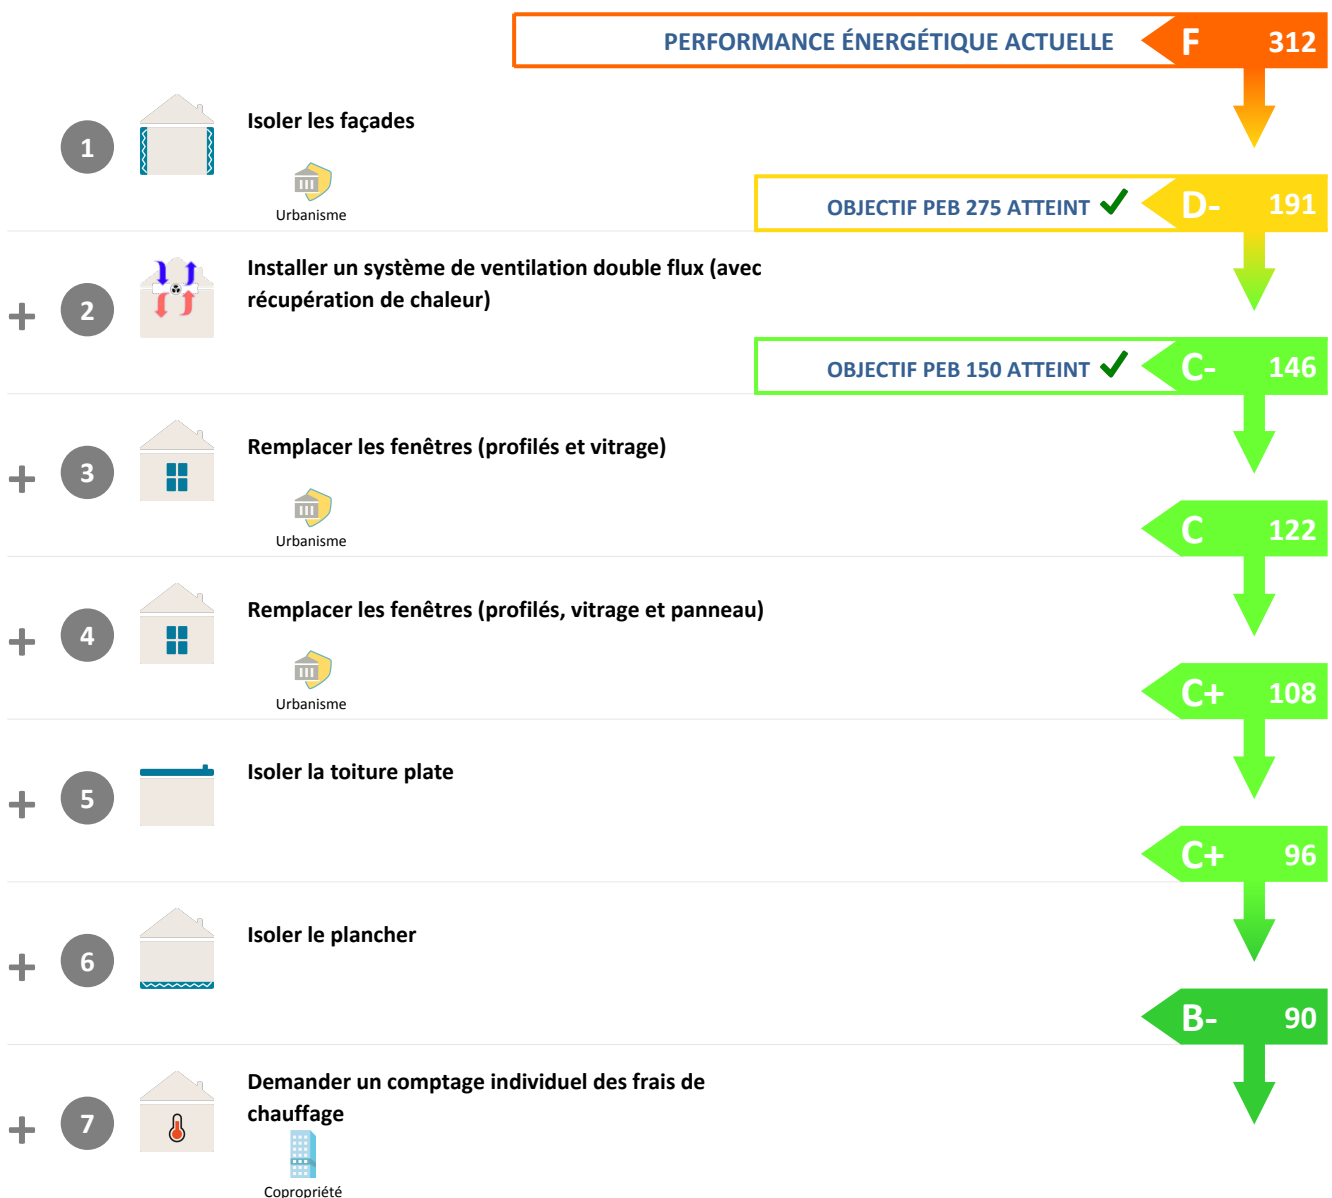 PERFORMANCE ÉNERGÉTIQUE ACTUELLE F 312
1 Isoler les façades
Urbanisme
OBJECTIF PEB 275 ATTEINT D- 191
+ 2 Installer un système de ventilation double flux (avec
récupération de chaleur)
OBJECTIF PEB 150 ATTEINT C- 146
+ 3 Remplacer les fenêtres (profilés et vitrage)
Urbanisme
C 122
+ 4 Remplacer les fenêtres (profilés, vitrage et panneau)
Urbanisme
C+ 108
+ 5 Isoler la toiture plate
C+ 96
+ 6 Isoler le plancher
B- 90
+ 7 Demander un comptage individuel des frais de
chauffage
Copropriété